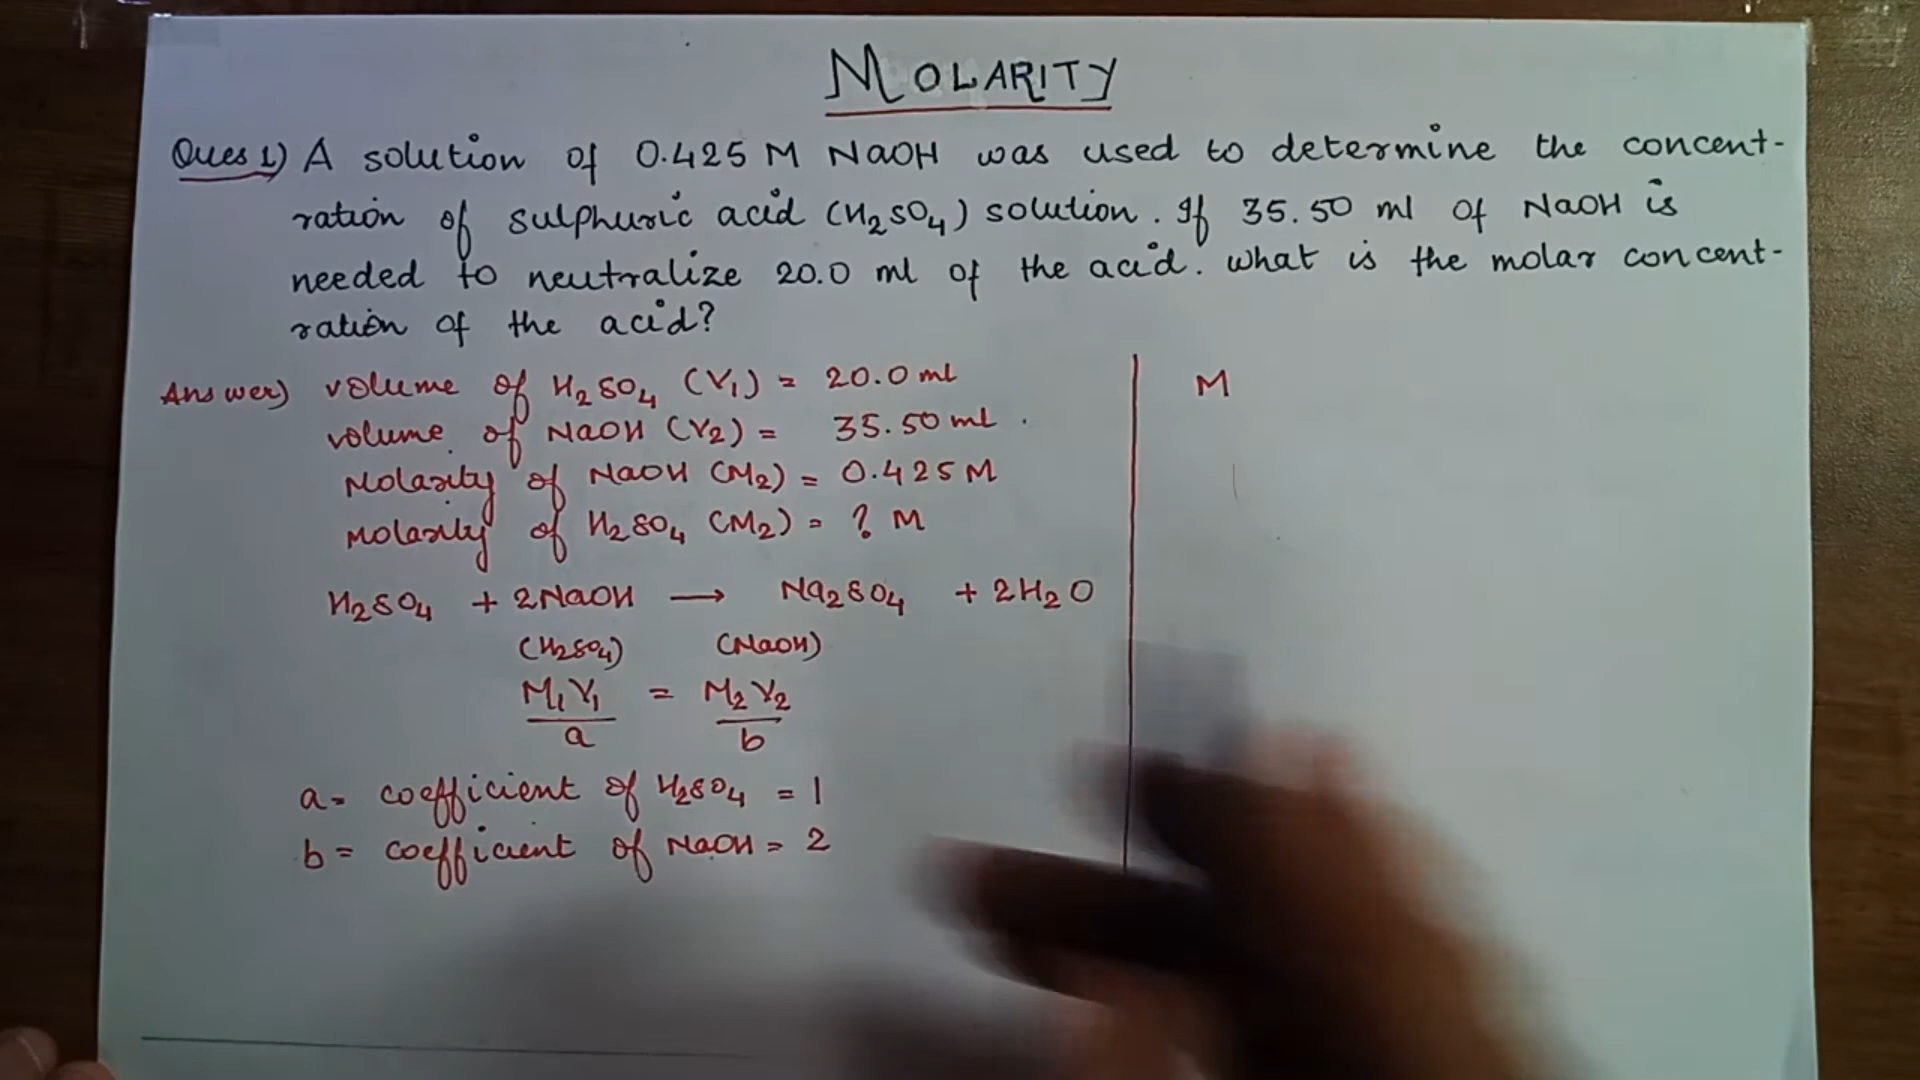 MOLARITY
Ques 1) A solution of 0.425 M NaOH was used to determine the concent-
ration of sulphuric acid (H₂SO₄) solution. If 35.50 ml of NaOH is
needed to neutralize 20.0 ml of the acid. what is the molar concent-
ration of the acid?
Answer) volume of H₂SO₄ (V₁) = 20.0 ml
volume of NaOH (V₂) = 35.50 ml.
Molarity of NaOH (M₂) = 0.425 M
Molarity of H₂SO₄ (M₂) = ? M
H₂SO₄ + 2NaOH ⟶ Na₂SO₄ + 2H₂O
(H₂SO₄) (NaOH)
M₁V₁ = M₂V₂
a b
a= coefficient of H₂SO₄ = 1
b= coefficient of NaOH = 2
M